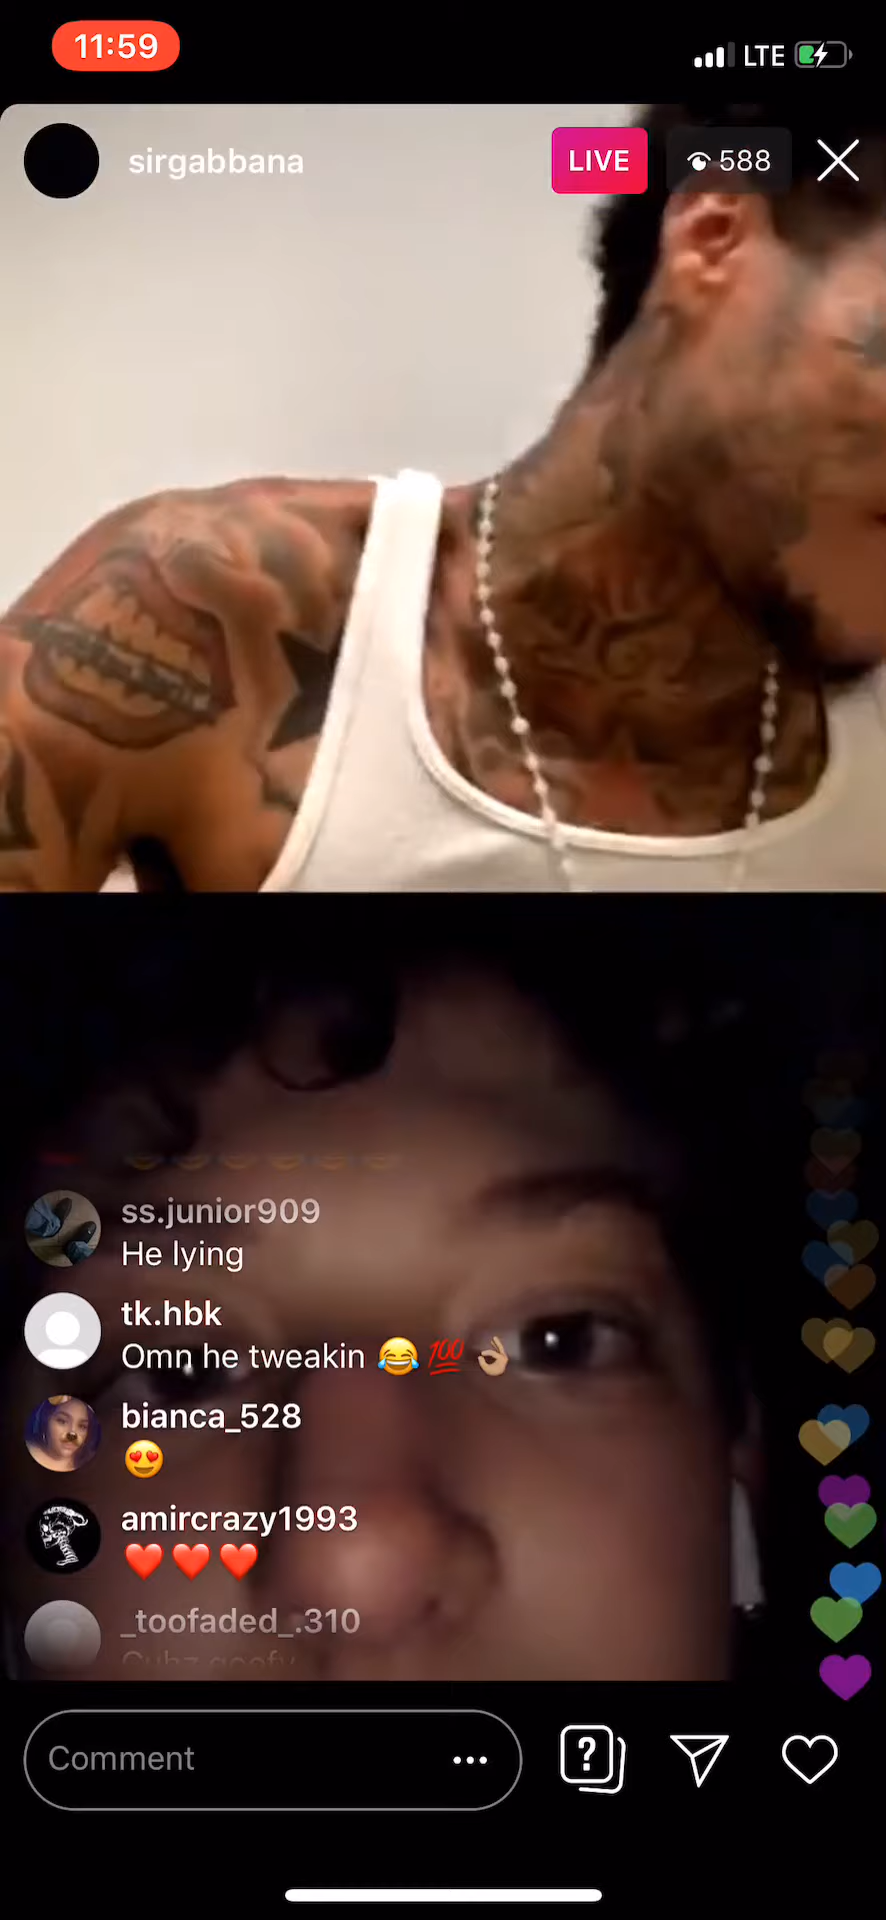 11:59
LTE
sirgabbana
LIVE
588
ss.junior909
He lying
tk.hbk
Omn he tweakin 😂💯👌🏼
bianca_528
😍
amircrazy1993
❤️❤️❤️
_toofaded_.310
goofy
Comment